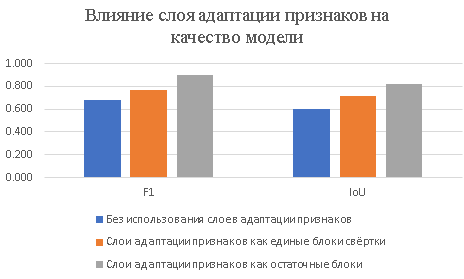 Влияние слоя адаптации признаков на
качество модели
1.000
0.800
0.600
0.400
0.200
0.000
F1
IoU
Без использования слоев адаптации признаков
Слои адаптации признаков как единые блоки свёртки
Слои адаптации признаков как остаточные блоки